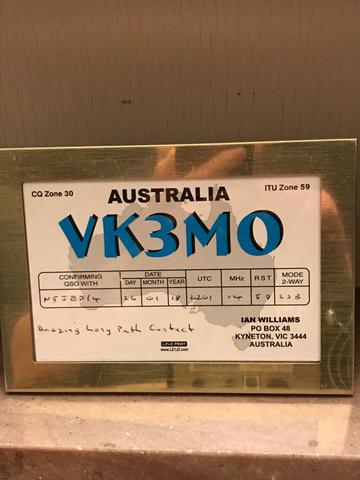 CQ Zone 30 ITU Zone 59
AUSTRALIA
VK3MO
CONFIRMING QSO WITH DATE DAY MONTH YEAR UTC MHz RST MODE 2-WAY
26 01 18 2201 14 59 SSB
Amazing Long Path Contact
IAN WILLIAMS
PO BOX 48
KYNETON, VIC 3444
AUSTRALIA
LZ1JZ PRINT
www.LZ1JZ.com